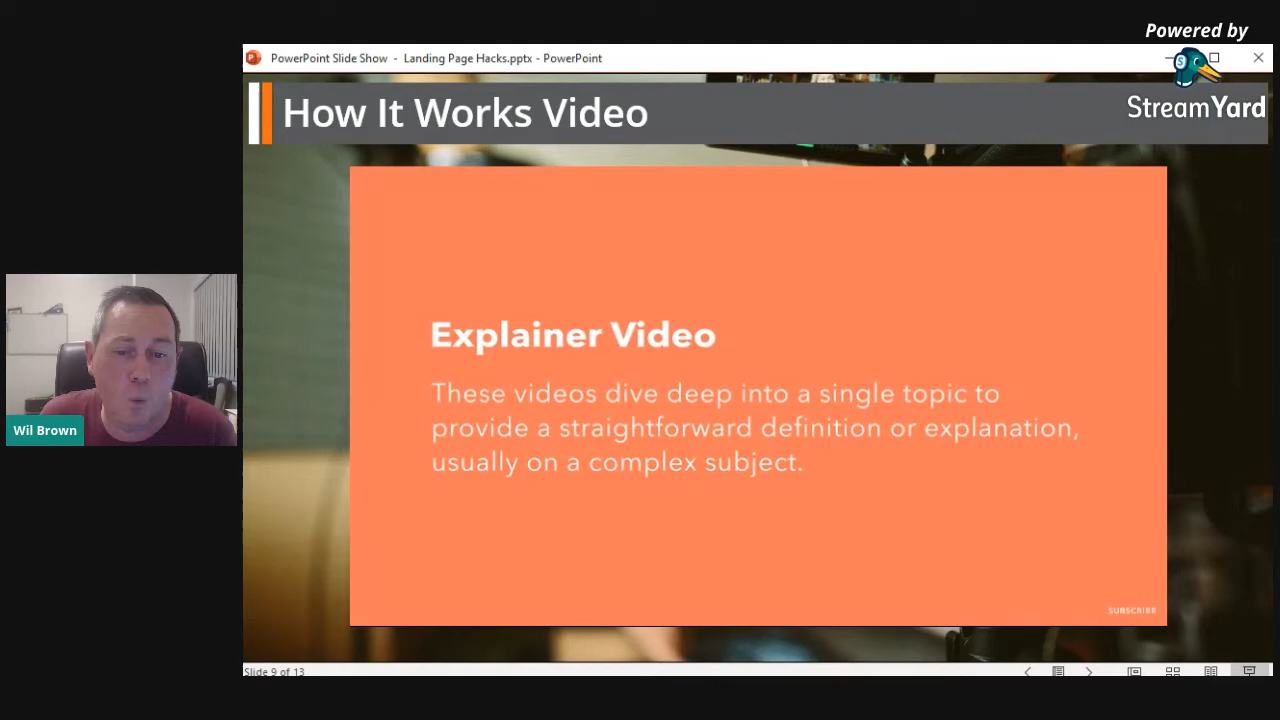 Powered by
PowerPoint Slide Show - Landing Page Hacks.pptx - PowerPoint
StreamYard
How It Works Video
Explainer Video
These videos dive deep into a single topic to
provide a straightforward definition or explanation,
usually on a complex subject.
Wil Brown
SUBSCRIBE
Slide 9 of 13